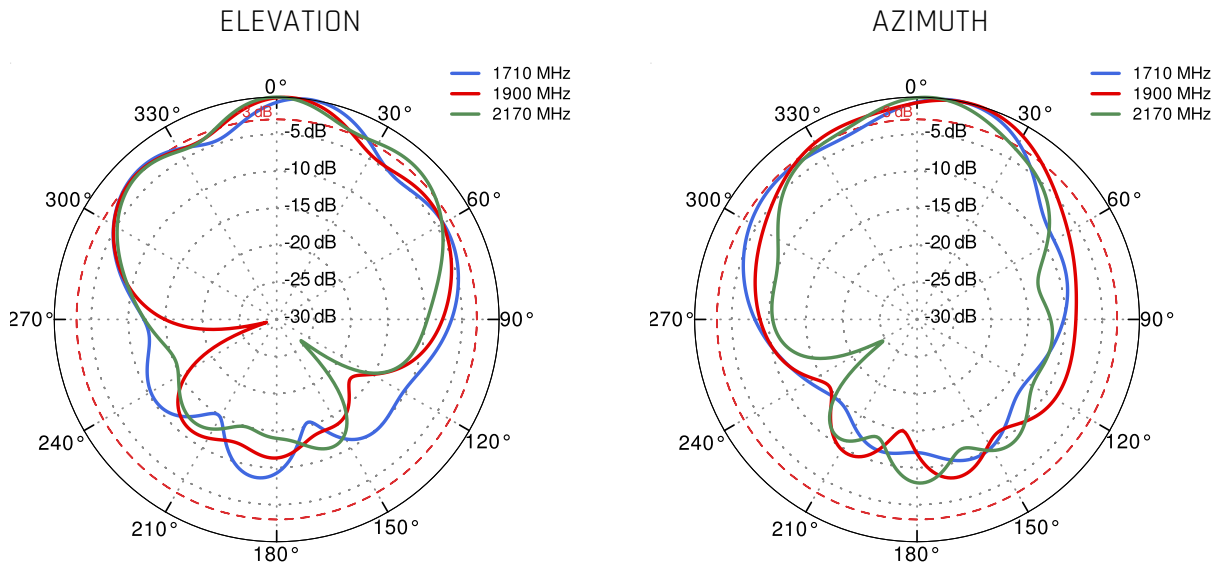 ELEVATION
1710 MHz
1900 MHz
2170 MHz
0°
30°
60°
90°
120°
150°
180°
210°
240°
270°
300°
330°
3 dB
-5 dB
-10 dB
-15 dB
-20 dB
-25 dB
-30 dB
AZIMUTH
1710 MHz
1900 MHz
2170 MHz
0°
30°
60°
90°
120°
150°
180°
210°
240°
270°
300°
330°
3 dB
-5 dB
-10 dB
-15 dB
-20 dB
-25 dB
-30 dB